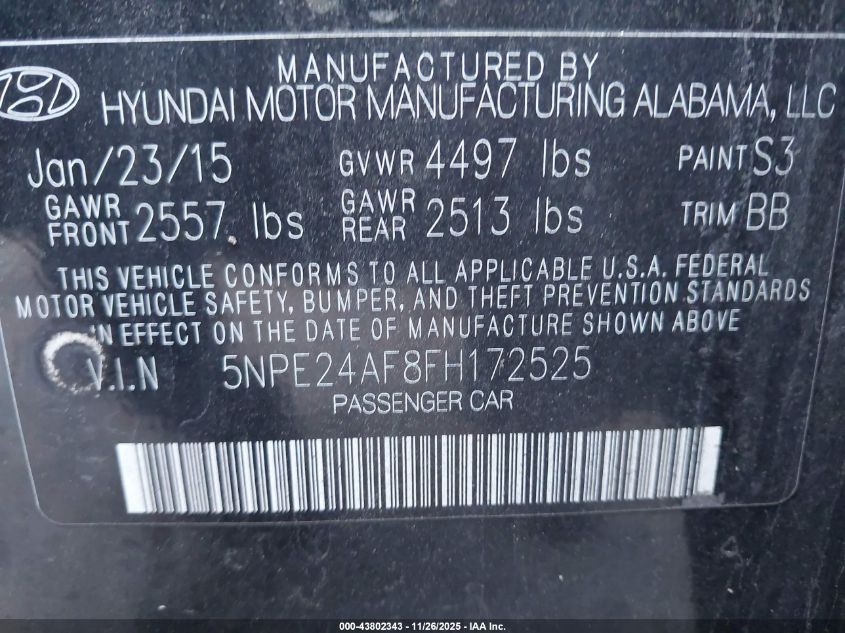 MANUFACTURED BY
HYUNDAI MOTOR MANUFACTURING ALABAMA, LLC
Jan/23/15 GVWR 4497 lbs PAINT S3
GAWR FRONT 2557 lbs GAWR REAR 2513 lbs TRIM BB
THIS VEHICLE CONFORMS TO ALL APPLICABLE U.S.A. FEDERAL
MOTOR VEHICLE SAFETY, BUMPER, AND THEFT PREVENTION STANDARDS
IN EFFECT ON THE DATE OF MANUFACTURE SHOWN ABOVE
V.I.N 5NPE24AF8FH172525
PASSENGER CAR
000-43802343 - 11/26/2025 - IAA Inc.